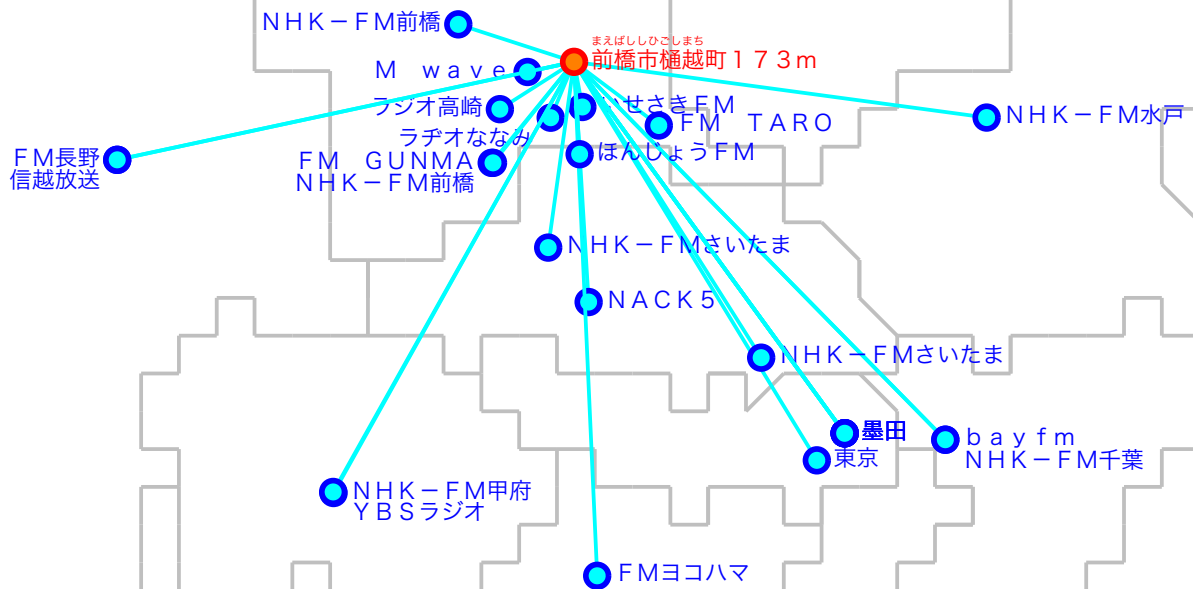 ＮＨＫ－ＦＭ前橋
まえばししひごしまち
前橋市樋越町１７３ｍ
Ｍ　ｗａｖｅ
ラジオ高崎
いせさきＦＭ
ＦＭ　ＴＡＲＯ
ＮＨＫ－ＦＭ水戸
ラヂオななみ
ＦＭ長野
信越放送
ＦＭ　ＧＵＮＭＡ
ＮＨＫ－ＦＭ前橋
ほんじょうＦＭ
ＮＨＫ－ＦＭさいたま
ＮＡＣＫ５
ＮＨＫ－ＦＭさいたま
墨田
東京
ｂａｙｆｍ
ＮＨＫ－ＦＭ千葉
ＮＨＫ－ＦＭ甲府
ＹＢＳラジオ
ＦＭヨコハマ